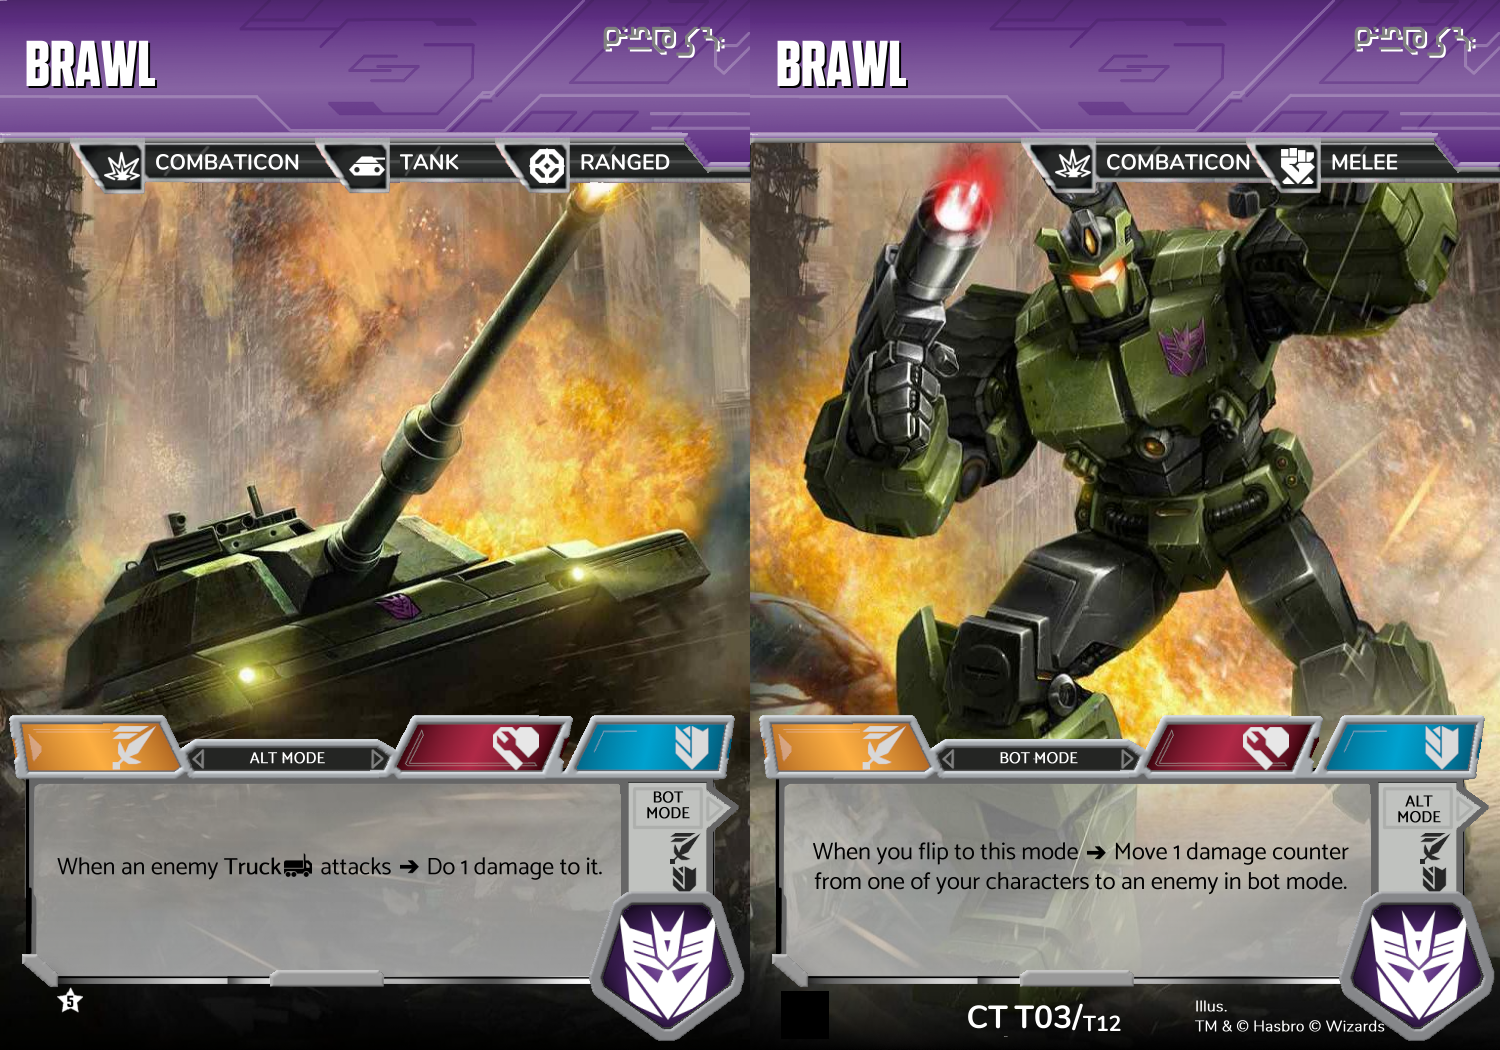 BRAWL
COMBATICON TANK RANGED
ALT MODE
BOT
MODE
When an enemy Truck attacks ➔ Do 1 damage to it.
5
BRAWL
COMBATICON MELEE
BOT MODE
ALT
MODE
When you flip to this mode ➔ Move 1 damage counter
from one of your characters to an enemy in bot mode.
CT T03/T12
Illus.
TM & © Hasbro © Wizards